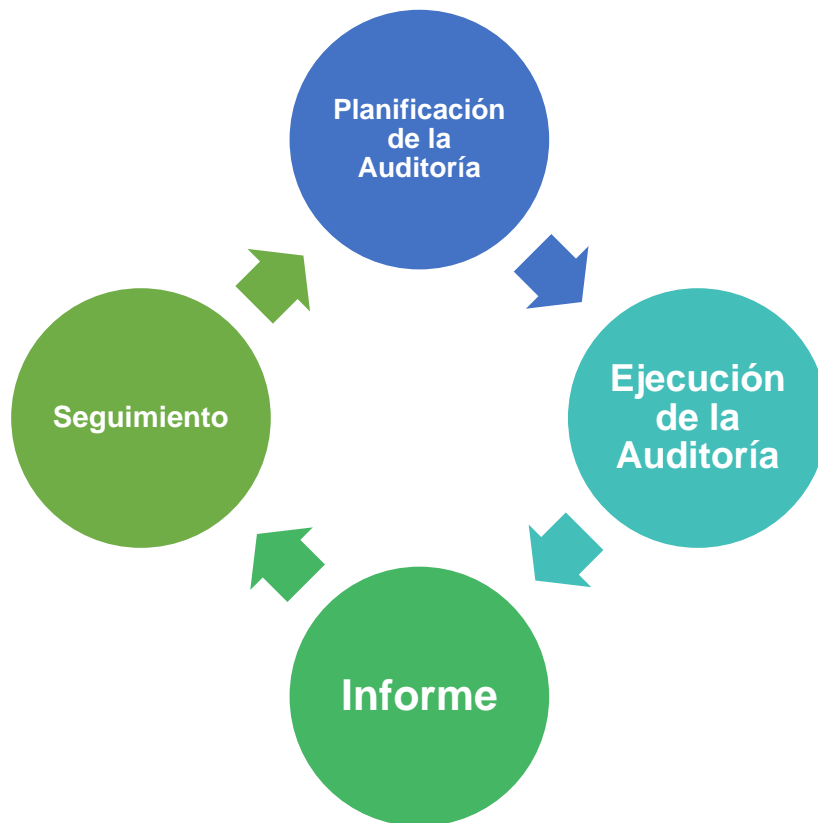 Planificación
de la
Auditoría
Ejecución
de la
Auditoría
Informe
Seguimiento